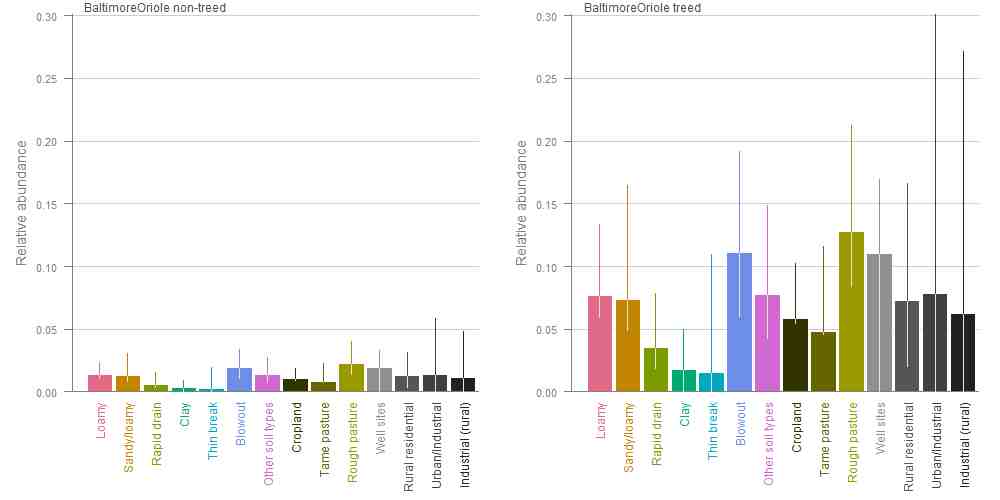 BaltimoreOriole non-treed
Relative abundance
0.30
0.25
0.20
0.15
0.10
0.05
0.00
Loamy
Sandy/loamy
Rapid drain
Clay
Thin break
Blowout
Other soil types
Cropland
Tame pasture
Rough pasture
Well sites
Rural residential
Urban/Industrial
Industrial (rural)
BaltimoreOriole treed
Relative abundance
0.30
0.25
0.20
0.15
0.10
0.05
0.00
Loamy
Sandy/loamy
Rapid drain
Clay
Thin break
Blowout
Other soil types
Cropland
Tame pasture
Rough pasture
Well sites
Rural residential
Urban/Industrial
Industrial (rural)